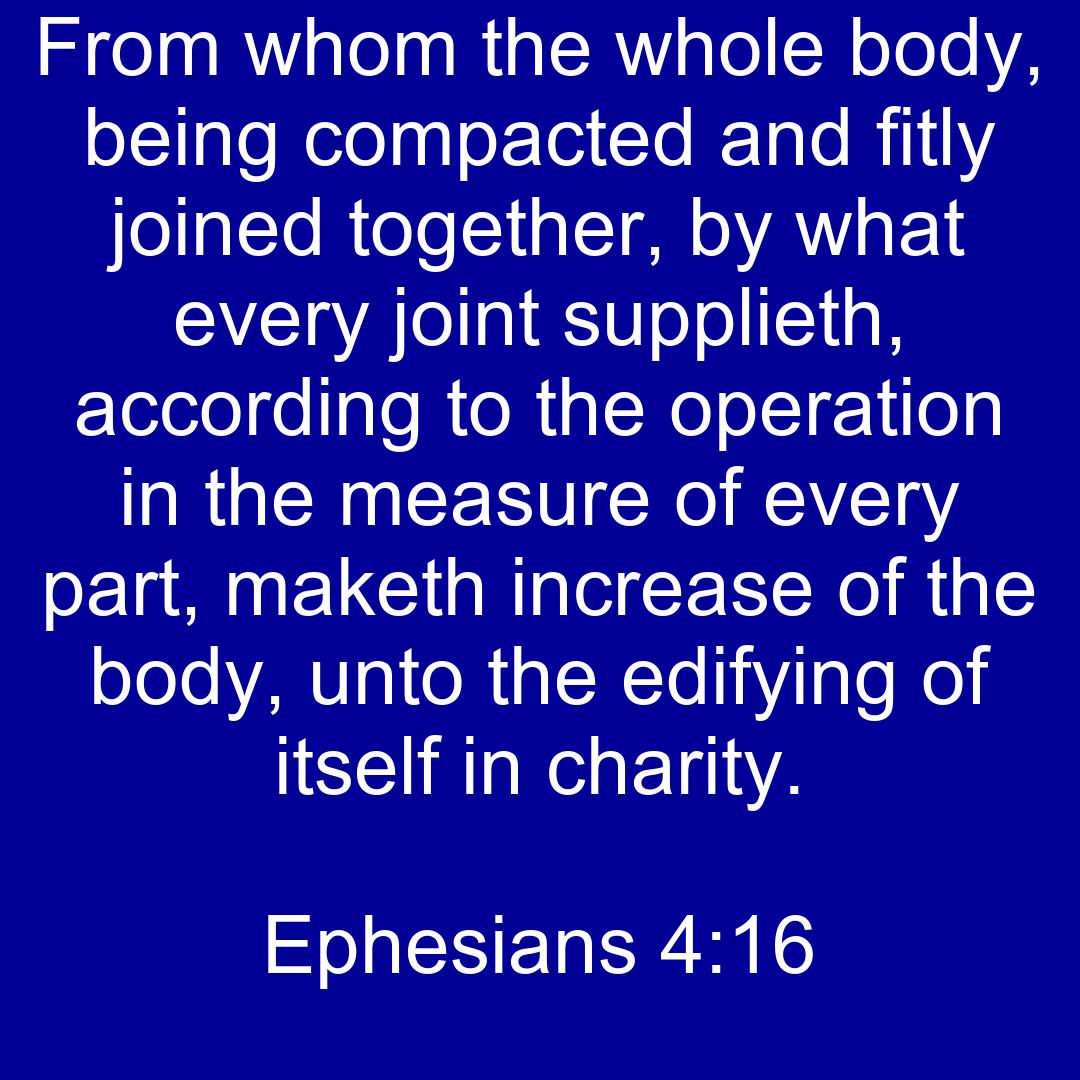 From whom the whole body,
being compacted and fitly
joined together, by what
every joint supplieth,
according to the operation
in the measure of every
part, maketh increase of the
body, unto the edifying of
itself in charity.
Ephesians 4:16